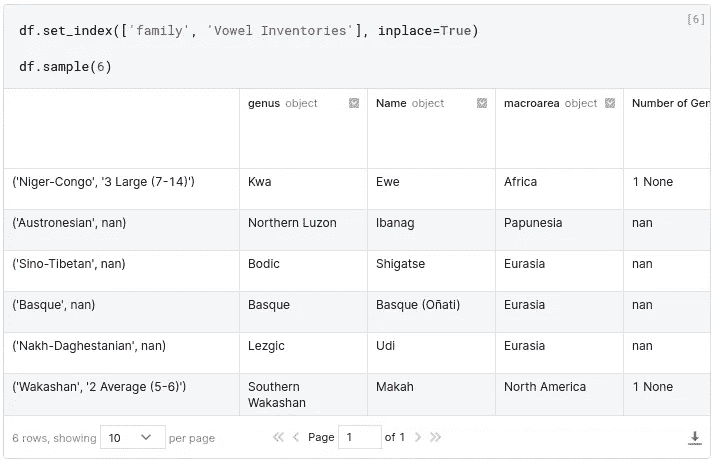 [6]
df.set_index(['family', 'Vowel Inventories'], inplace=True)
df.sample(6)
genus object Name object macroarea object Number of Gen
('Niger-Congo', '3 Large (7-14)') Kwa Ewe Africa 1 None
('Austronesian', nan) Northern Luzon Ibanag Papunesia nan
('Sino-Tibetan', nan) Bodic Shigatse Eurasia nan
('Basque', nan) Basque Basque (Oñati) Eurasia nan
('Nakh-Daghestanian', nan) Lezgic Udi Eurasia nan
('Wakashan', '2 Average (5-6)') Southern Wakashan Makah North America 1 None
6 rows, showing 10 per page Page 1 of 1